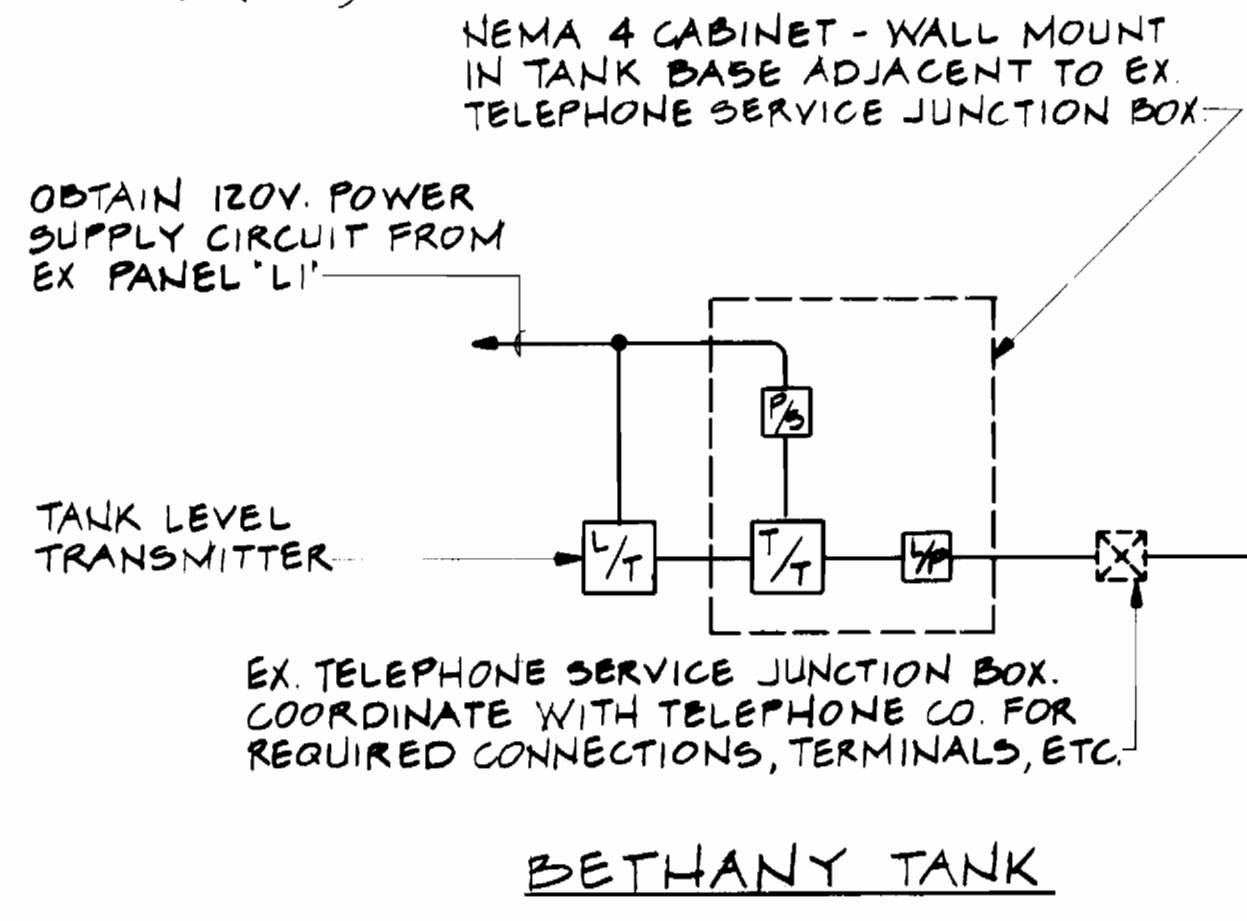 NEMA 4 CABINET - WALL MOUNT
IN TANK BASE ADJACENT TO EX.
TELEPHONE SERVICE JUNCTION BOX
OBTAIN 120V. POWER
SUPPLY CIRCUIT FROM
EX PANEL 'L1'
P/S
TANK LEVEL
TRANSMITTER
L/T
T/T
L/P
EX. TELEPHONE SERVICE JUNCTION BOX.
COORDINATE WITH TELEPHONE CO. FOR
REQUIRED CONNECTIONS, TERMINALS, ETC.
BETHANY TANK